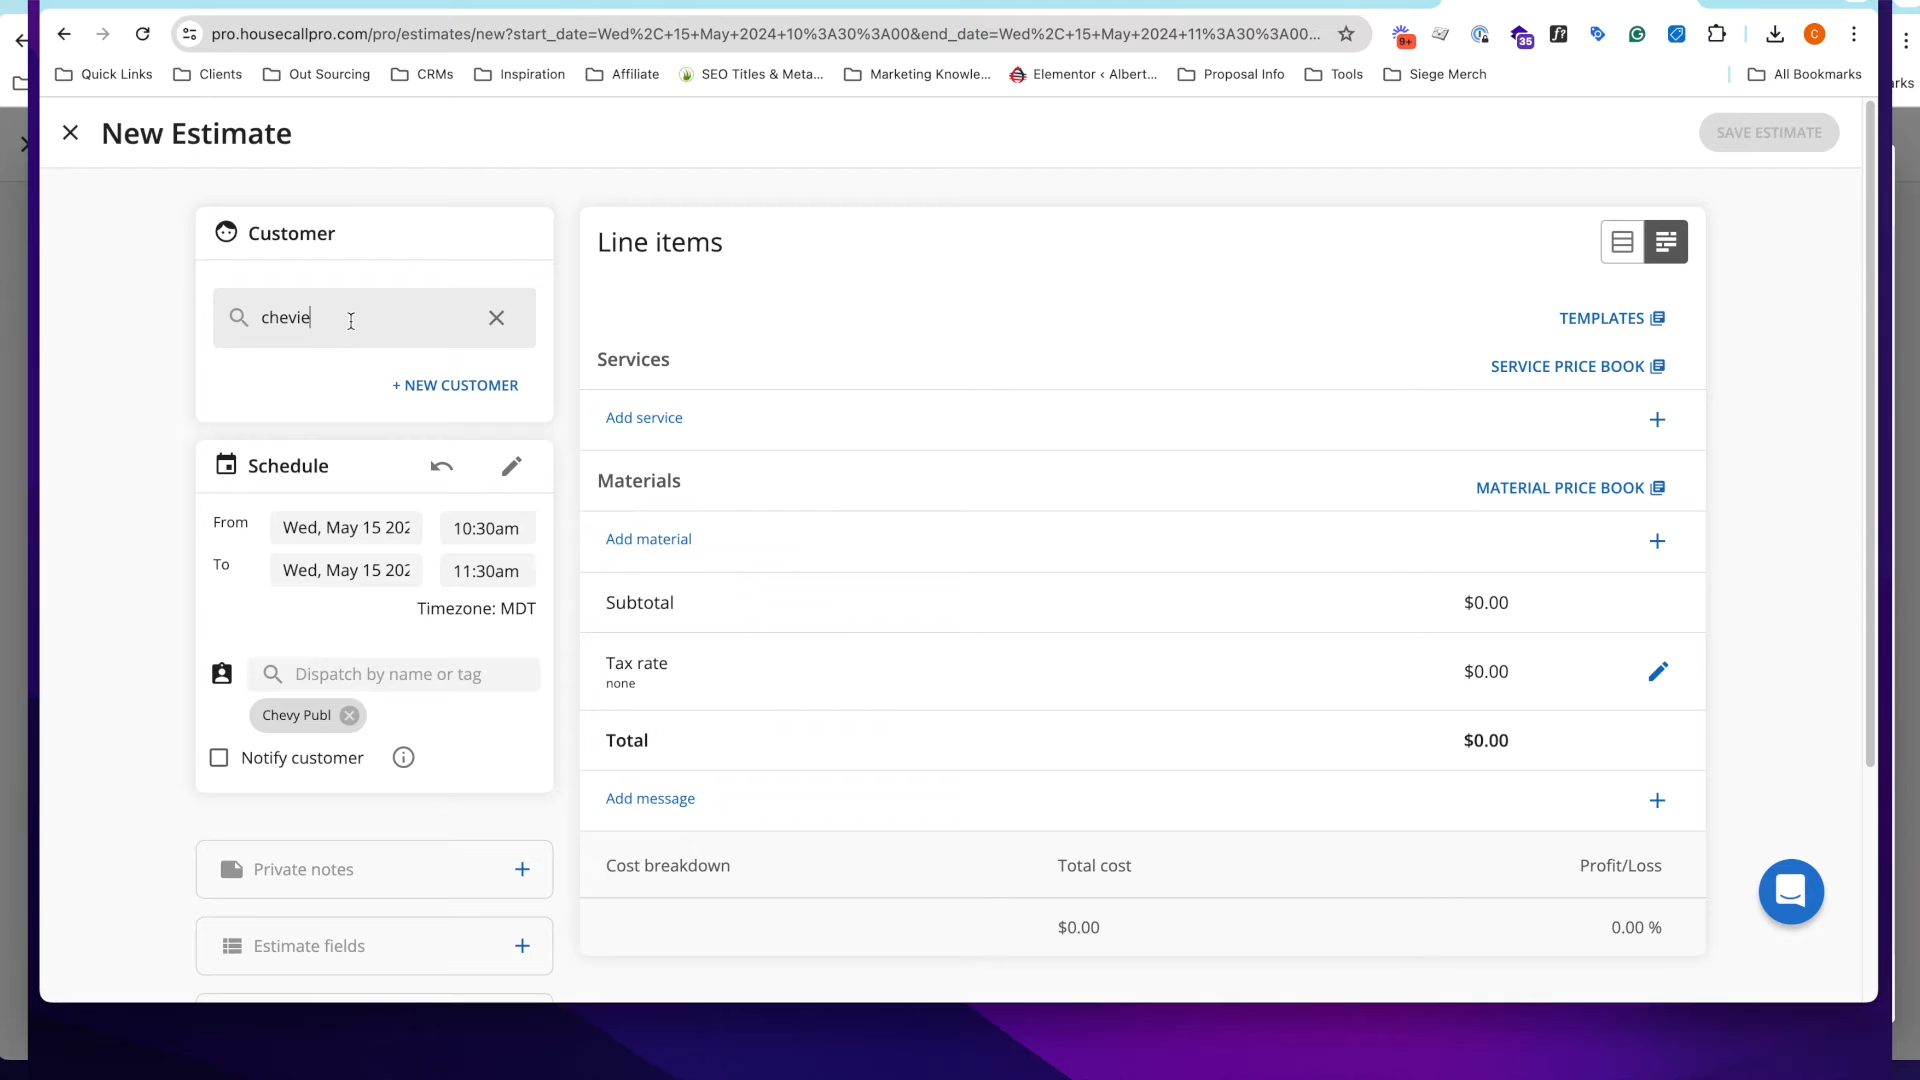 pro.housecallpro.com/pro/estimates/new?start_date=Wed%2C+15+May+2024+10%3A30%3A00&end_date=Wed%2C+15+May+2024+11%3A30%3A00...
9+
35
f?
C
Quick Links
Clients
Out Sourcing
CRMs
Inspiration
Affiliate
SEO Titles & Meta...
Marketing Knowle...
Elementor ‹ Albert...
Proposal Info
Tools
Siege Merch
All Bookmarks
rks
New Estimate
SAVE ESTIMATE
Customer
chevie
+ NEW CUSTOMER
Schedule
From
Wed, May 15 202
10:30am
To
Wed, May 15 202
11:30am
Timezone: MDT
Dispatch by name or tag
Chevy Publ
Notify customer
Private notes
Estimate fields
Line items
TEMPLATES
Services
SERVICE PRICE BOOK
Add service
Materials
MATERIAL PRICE BOOK
Add material
Subtotal
$0.00
Tax rate
none
$0.00
Total
$0.00
Add message
Cost breakdown
Total cost
Profit/Loss
$0.00
0.00 %